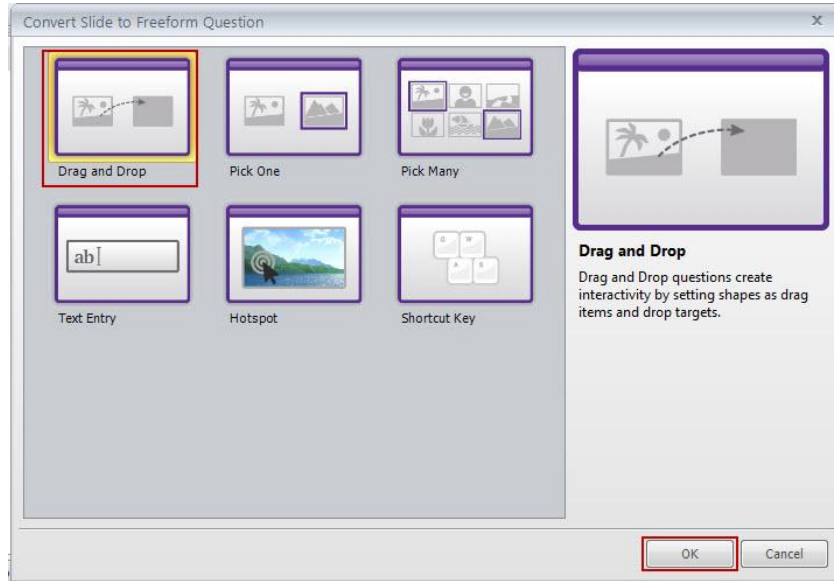 Convert Slide to Freeform Question
x
Drag and Drop
Pick One
Pick Many
ab
Text Entry
Hotspot
Shortcut Key
Drag and Drop
Drag and Drop questions create
interactivity by setting shapes as drag
items and drop targets.
OK
Cancel